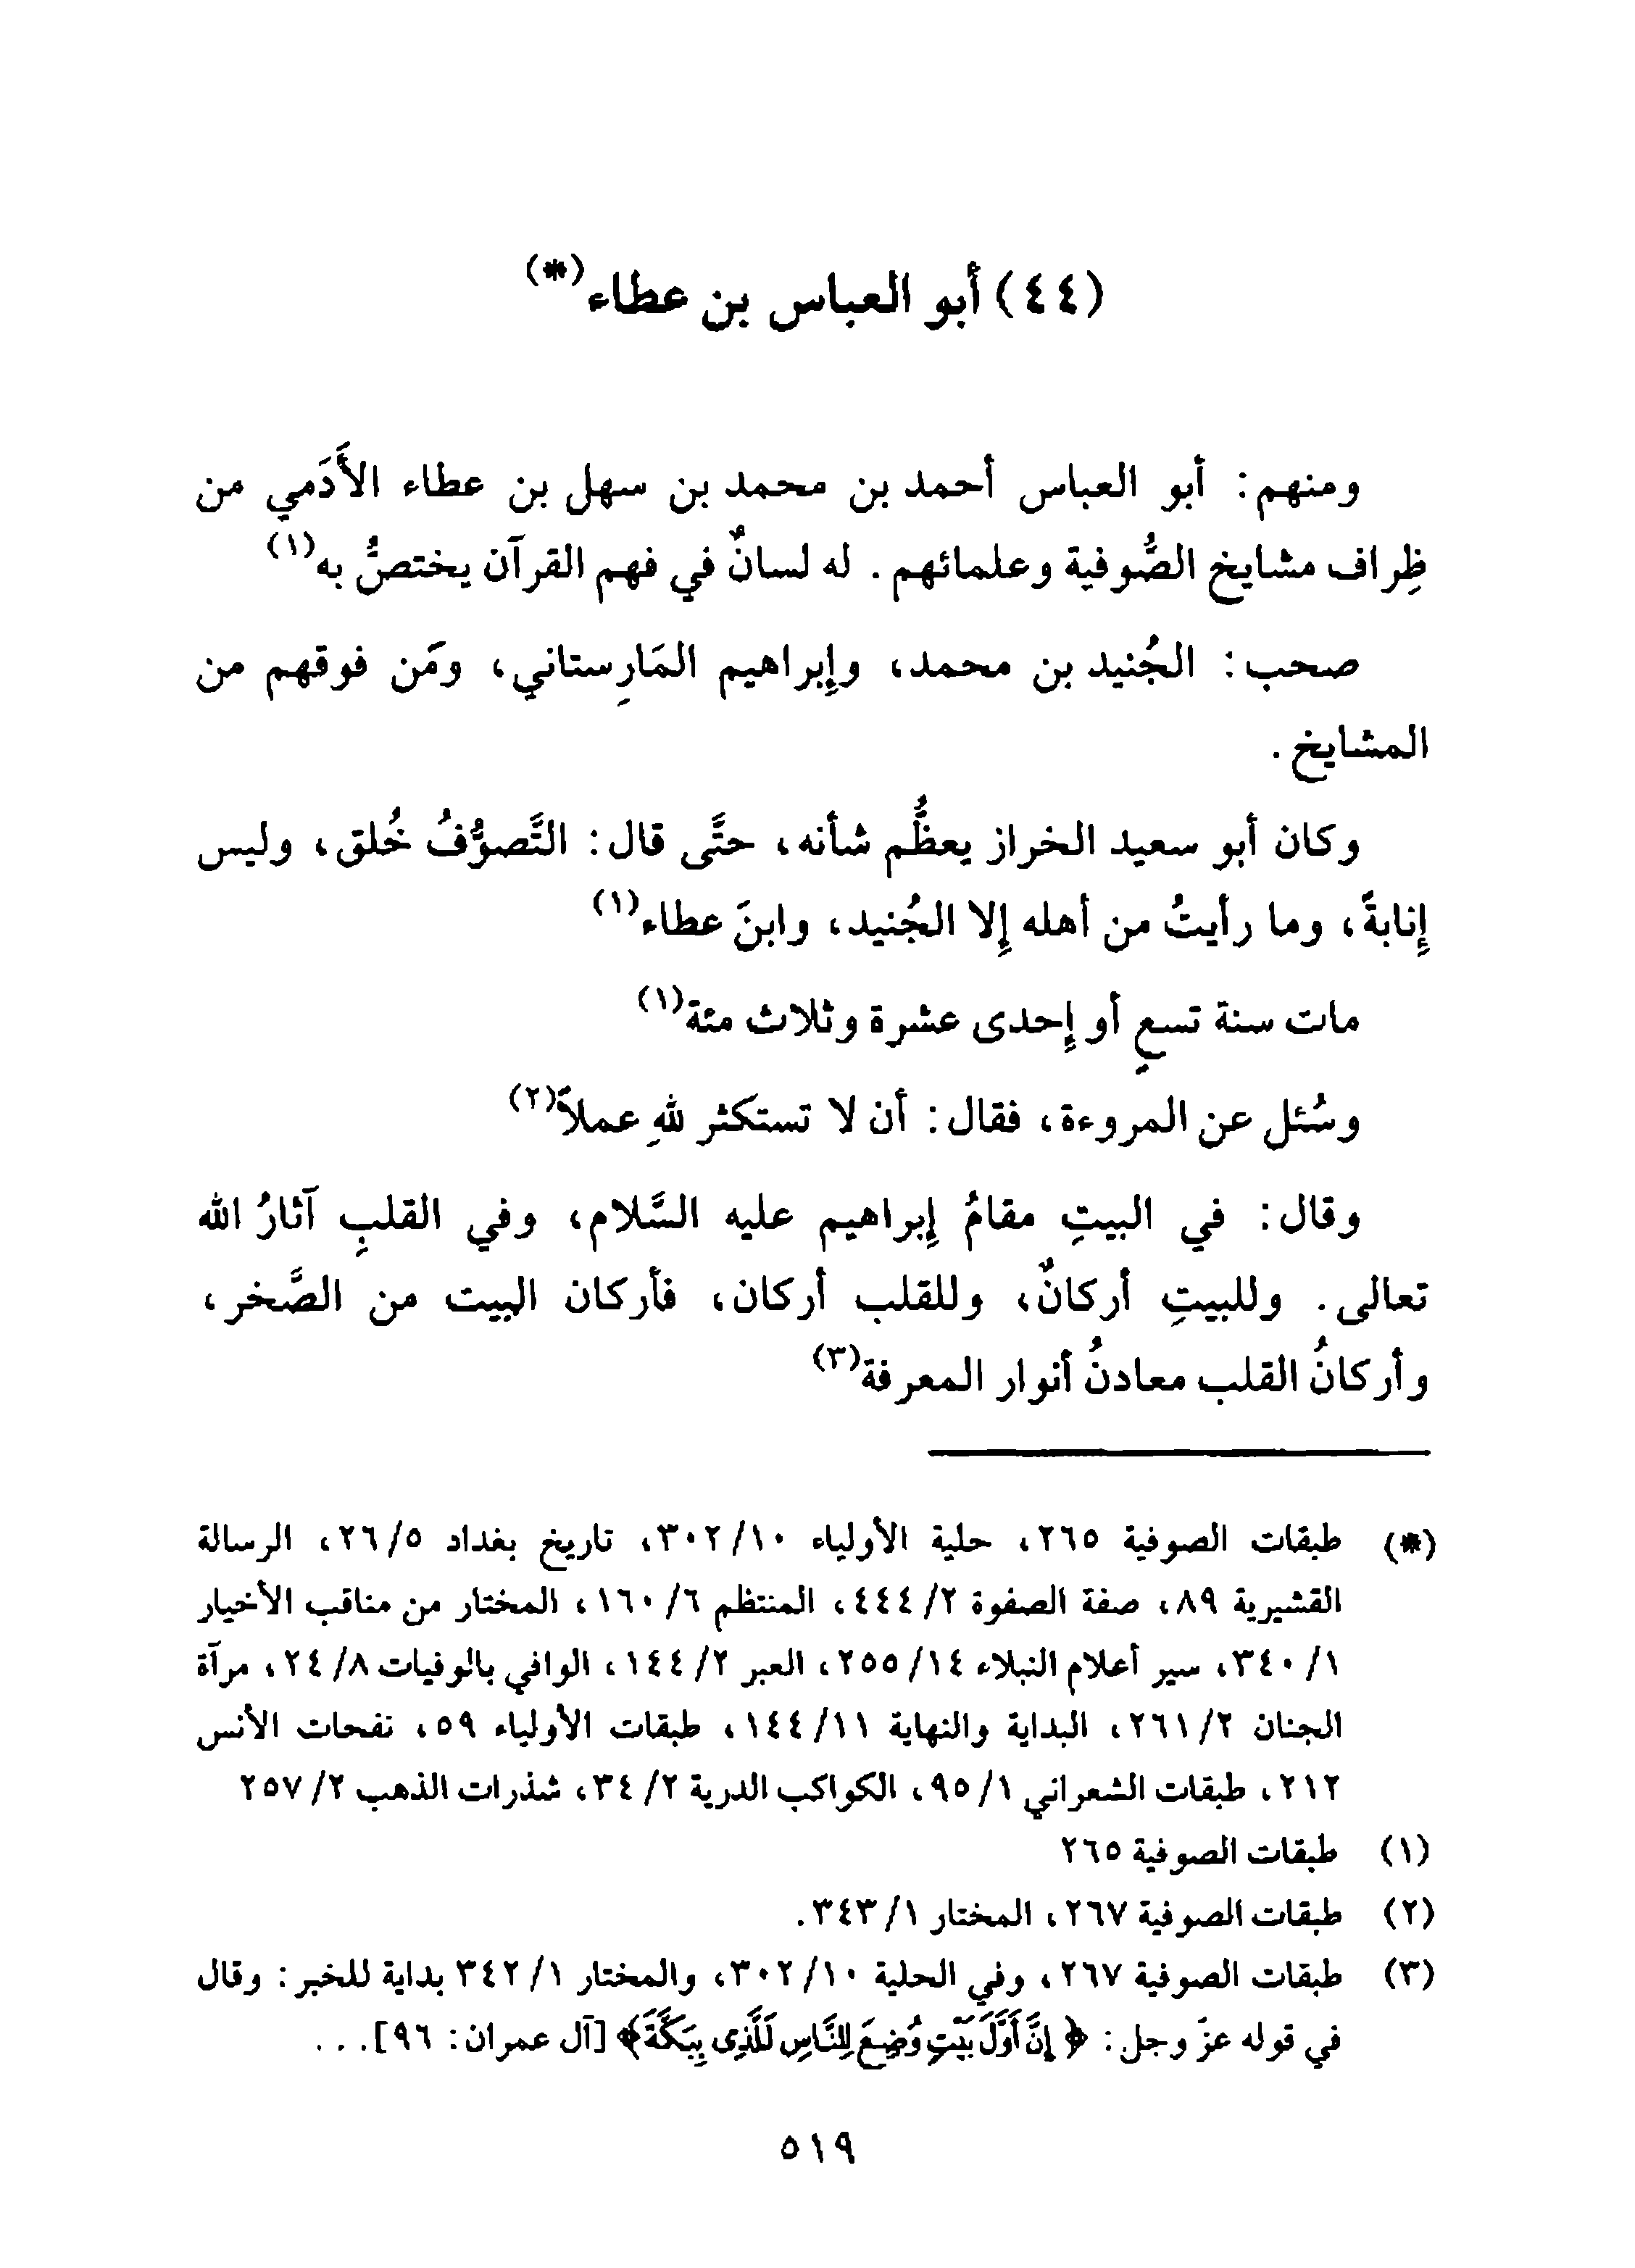 (٤٤) أبو العباس بن عطاء(*)
ومنهم: أبو العباس أحمد بن محمد بن سهل بن عطاء الأَدَمي من
ظِراف مشايخ الصُّوفية وعلمائهم. له لسانٌ في فهم القرآن يختصُّ به(١)
صحب: الجُنيد بن محمد، وإبراهيم المَارِستاني، ومَن فوقهم من
المشايخ.
وكان أبو سعيد الخراز يعظُّم شأنه، حتَّى قال: التَّصوُّفُ خُلق، وليس
إنابةً، وما رأيتُ من أهله إلا الجُنيد، وابنَ عطاء(١)
مات سنة تسعٍ أو إحدى عشرة وثلاث مئة(١)
وسُئل عن المروءة، فقال: أن لا تستكثر للهِ عملاً(٢)
وقال: في البيتِ مقامُ إبراهيم عليه السَّلام، وفي القلبِ آثارُ الله
تعالى. وللبيتِ أركانٌ، وللقلب أركان، فأركان البيت من الصَّخر،
وأركانُ القلب معادنُ أنوار المعرفة(٣)
(*) طبقات الصوفية ٢٦٥، حلية الأولياء ٣٠٢/١٠، تاريخ بغداد ٢٦/٥، الرسالة
القشيرية ٨٩، صفة الصفوة ٤٤٤/٢، المنتظم ١٦٠/٦، المختار من مناقب الأخيار
٣٤٠/١، سير أعلام النبلاء ٢٥٥/١٤، العبر ١٤٤/٢، الوافي بالوفيات ٢٤/٨، مرآة
الجنان ٢٦١/٢، البداية والنهاية ١٤٤/١١، طبقات الأولياء ٥٩، نفحات الأنس
٢١٢، طبقات الشعراني ٩٥/١، الكواكب الدرية ٣٤/٢، شذرات الذهب ٢٥٧/٢
(١) طبقات الصوفية ٢٦٥
(٢) طبقات الصوفية ٢٦٧، المختار ٣٤٣/١.
(٣) طبقات الصوفية ٢٦٧، وفي الحلية ٣٠٢/١٠، والمختار ٣٤٢/١ بداية للخبر: وقال
في قوله عزّ وجل: ﴿إِنَّ أَوَّلَ بَيْتٍ وُضِعَ لِلنَّاسِ لَلَّذِى بِبَكَّةَ﴾ [آل عمران: ٩٦]...
٥١٩